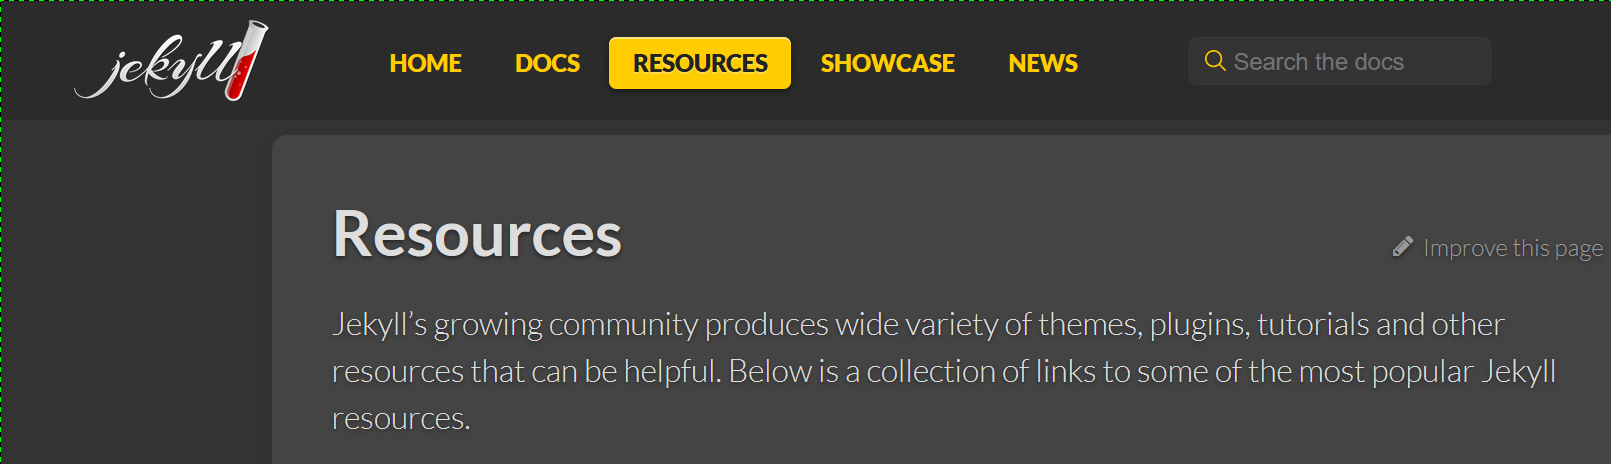 jekyll
HOME DOCS RESOURCES SHOWCASE NEWS Search the docs
Resources
Improve this page
Jekyll’s growing community produces wide variety of themes, plugins, tutorials and other
resources that can be helpful. Below is a collection of links to some of the most popular Jekyll
resources.